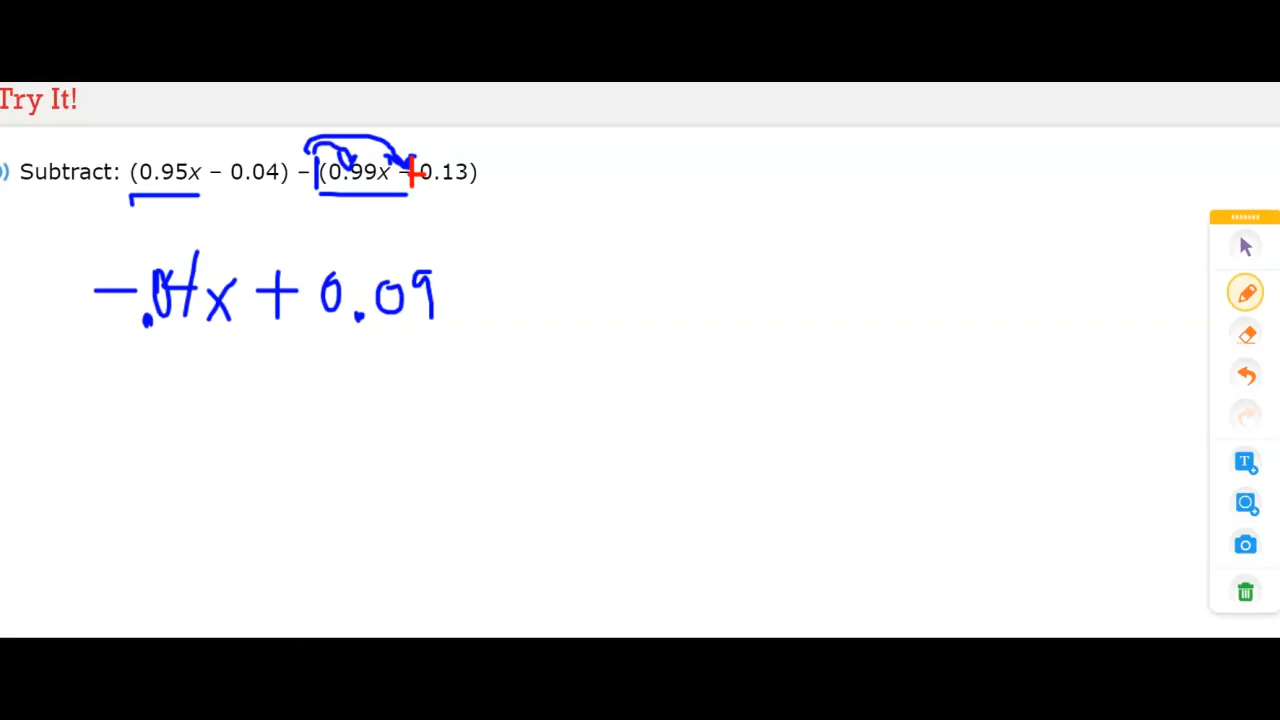 Try It!
Subtract: (0.95x – 0.04) – (0.99x – 0.13)
– .04x + 0.09
T